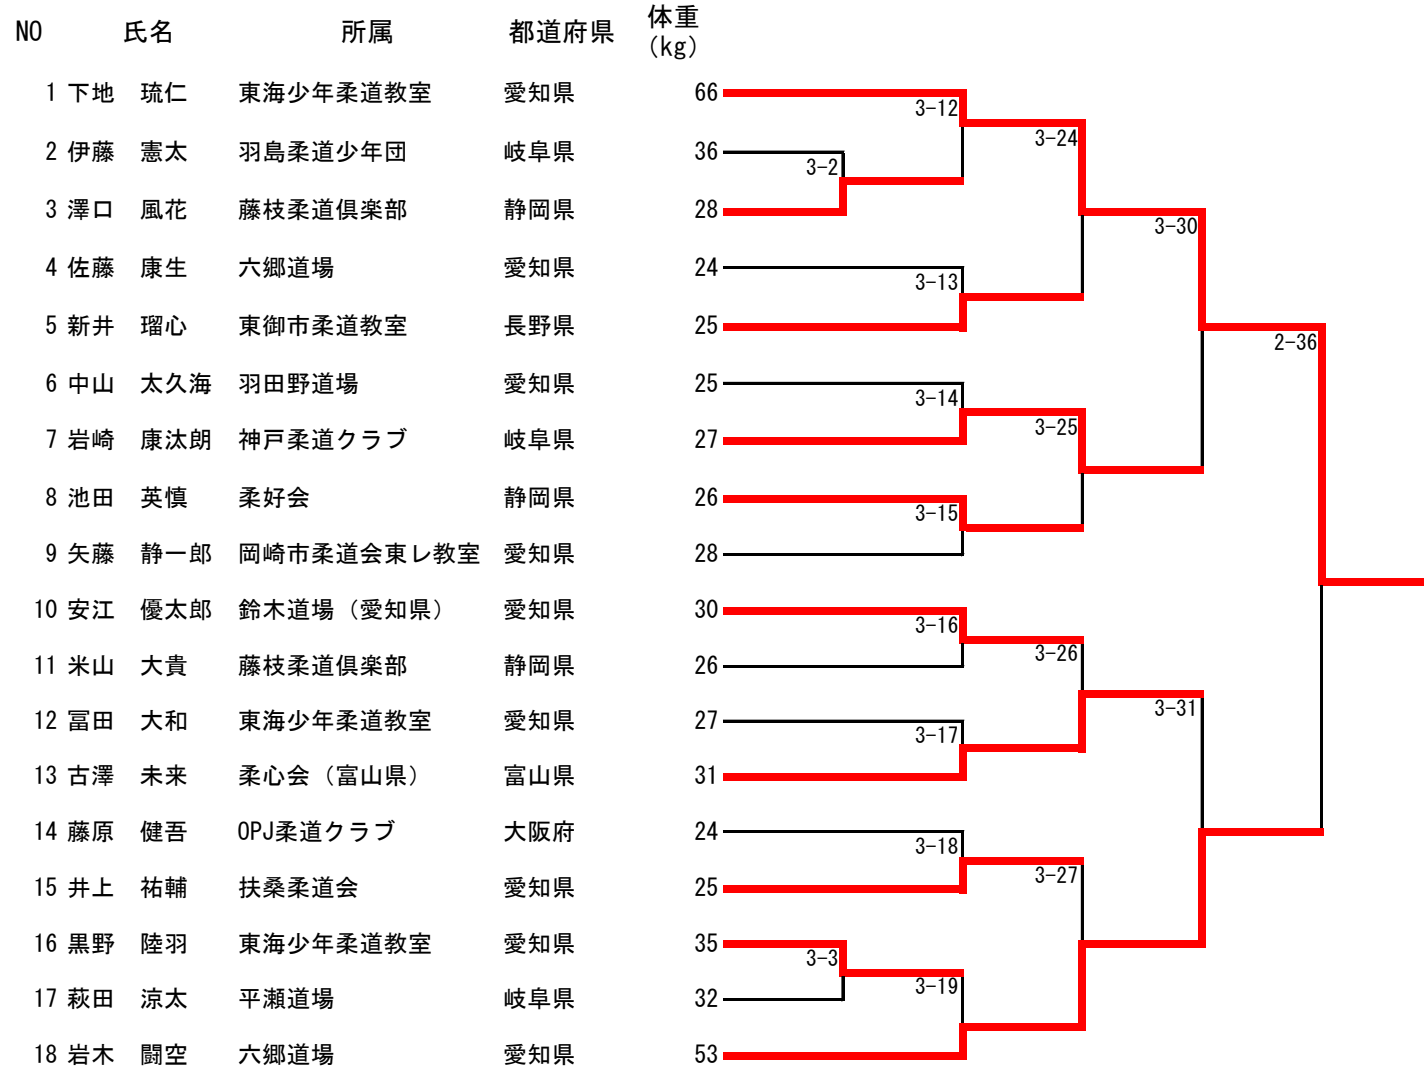 NO 氏名 所属 都道府県 体重
(kg)
1 下地 琉仁 東海少年柔道教室 愛知県 66
3-12
3-24
2 伊藤 憲太 羽島柔道少年団 岐阜県 36
3-2
3 澤口 風花 藤枝柔道倶楽部 静岡県 28
3-30
4 佐藤 康生 六郷道場 愛知県 24
3-13
5 新井 瑠心 東御市柔道教室 長野県 25
2-36
6 中山 太久海 羽田野道場 愛知県 25
3-14
3-25
7 岩崎 康汰朗 神戸柔道クラブ 岐阜県 27
8 池田 英慎 柔好会 静岡県 26
3-15
9 矢藤 静一郎 岡崎市柔道会東レ教室 愛知県 28
10 安江 優太郎 鈴木道場（愛知県） 愛知県 30
3-16
3-26
11 米山 大貴 藤枝柔道倶楽部 静岡県 26
3-31
12 冨田 大和 東海少年柔道教室 愛知県 27
3-17
13 古澤 未来 柔心会（富山県） 富山県 31
14 藤原 健吾 OPJ柔道クラブ 大阪府 24
3-18
3-27
15 井上 祐輔 扶桑柔道会 愛知県 25
16 黒野 陸羽 東海少年柔道教室 愛知県 35
3-3
3-19
17 萩田 涼太 平瀬道場 岐阜県 32
18 岩木 闘空 六郷道場 愛知県 53